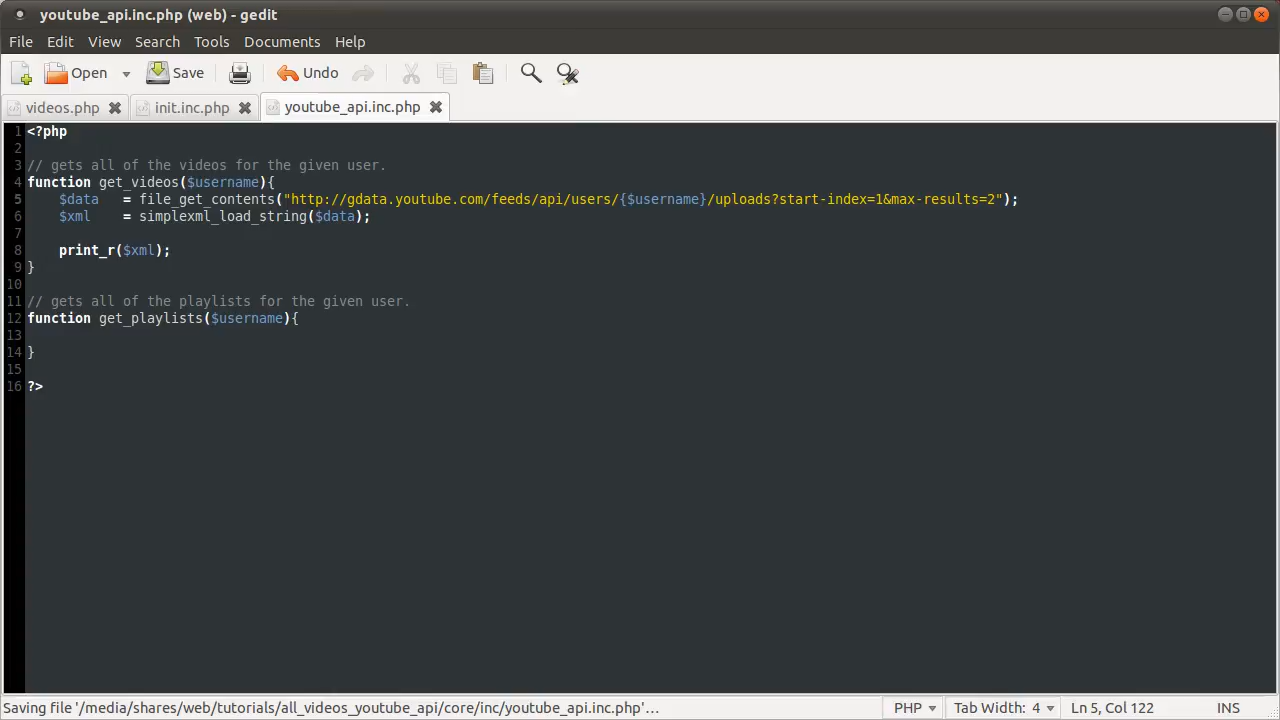 youtube_api.inc.php (web) - gedit
File Edit View Search Tools Documents Help
Open Save Undo
videos.php init.inc.php youtube_api.inc.php
1 <?php
2
3 // gets all of the videos for the given user.
4 function get_videos($username){
5     $data   = file_get_contents("http://gdata.youtube.com/feeds/api/users/{$username}/uploads?start-index=1&max-results=2");
6     $xml    = simplexml_load_string($data);
7
8     print_r($xml);
9 }
10
11 // gets all of the playlists for the given user.
12 function get_playlists($username){
13
14 }
15
16 ?>
Saving file '/media/shares/web/tutorials/all_videos_youtube_api/core/inc/youtube_api.inc.php'… PHP Tab Width: 4 Ln 5, Col 122 INS